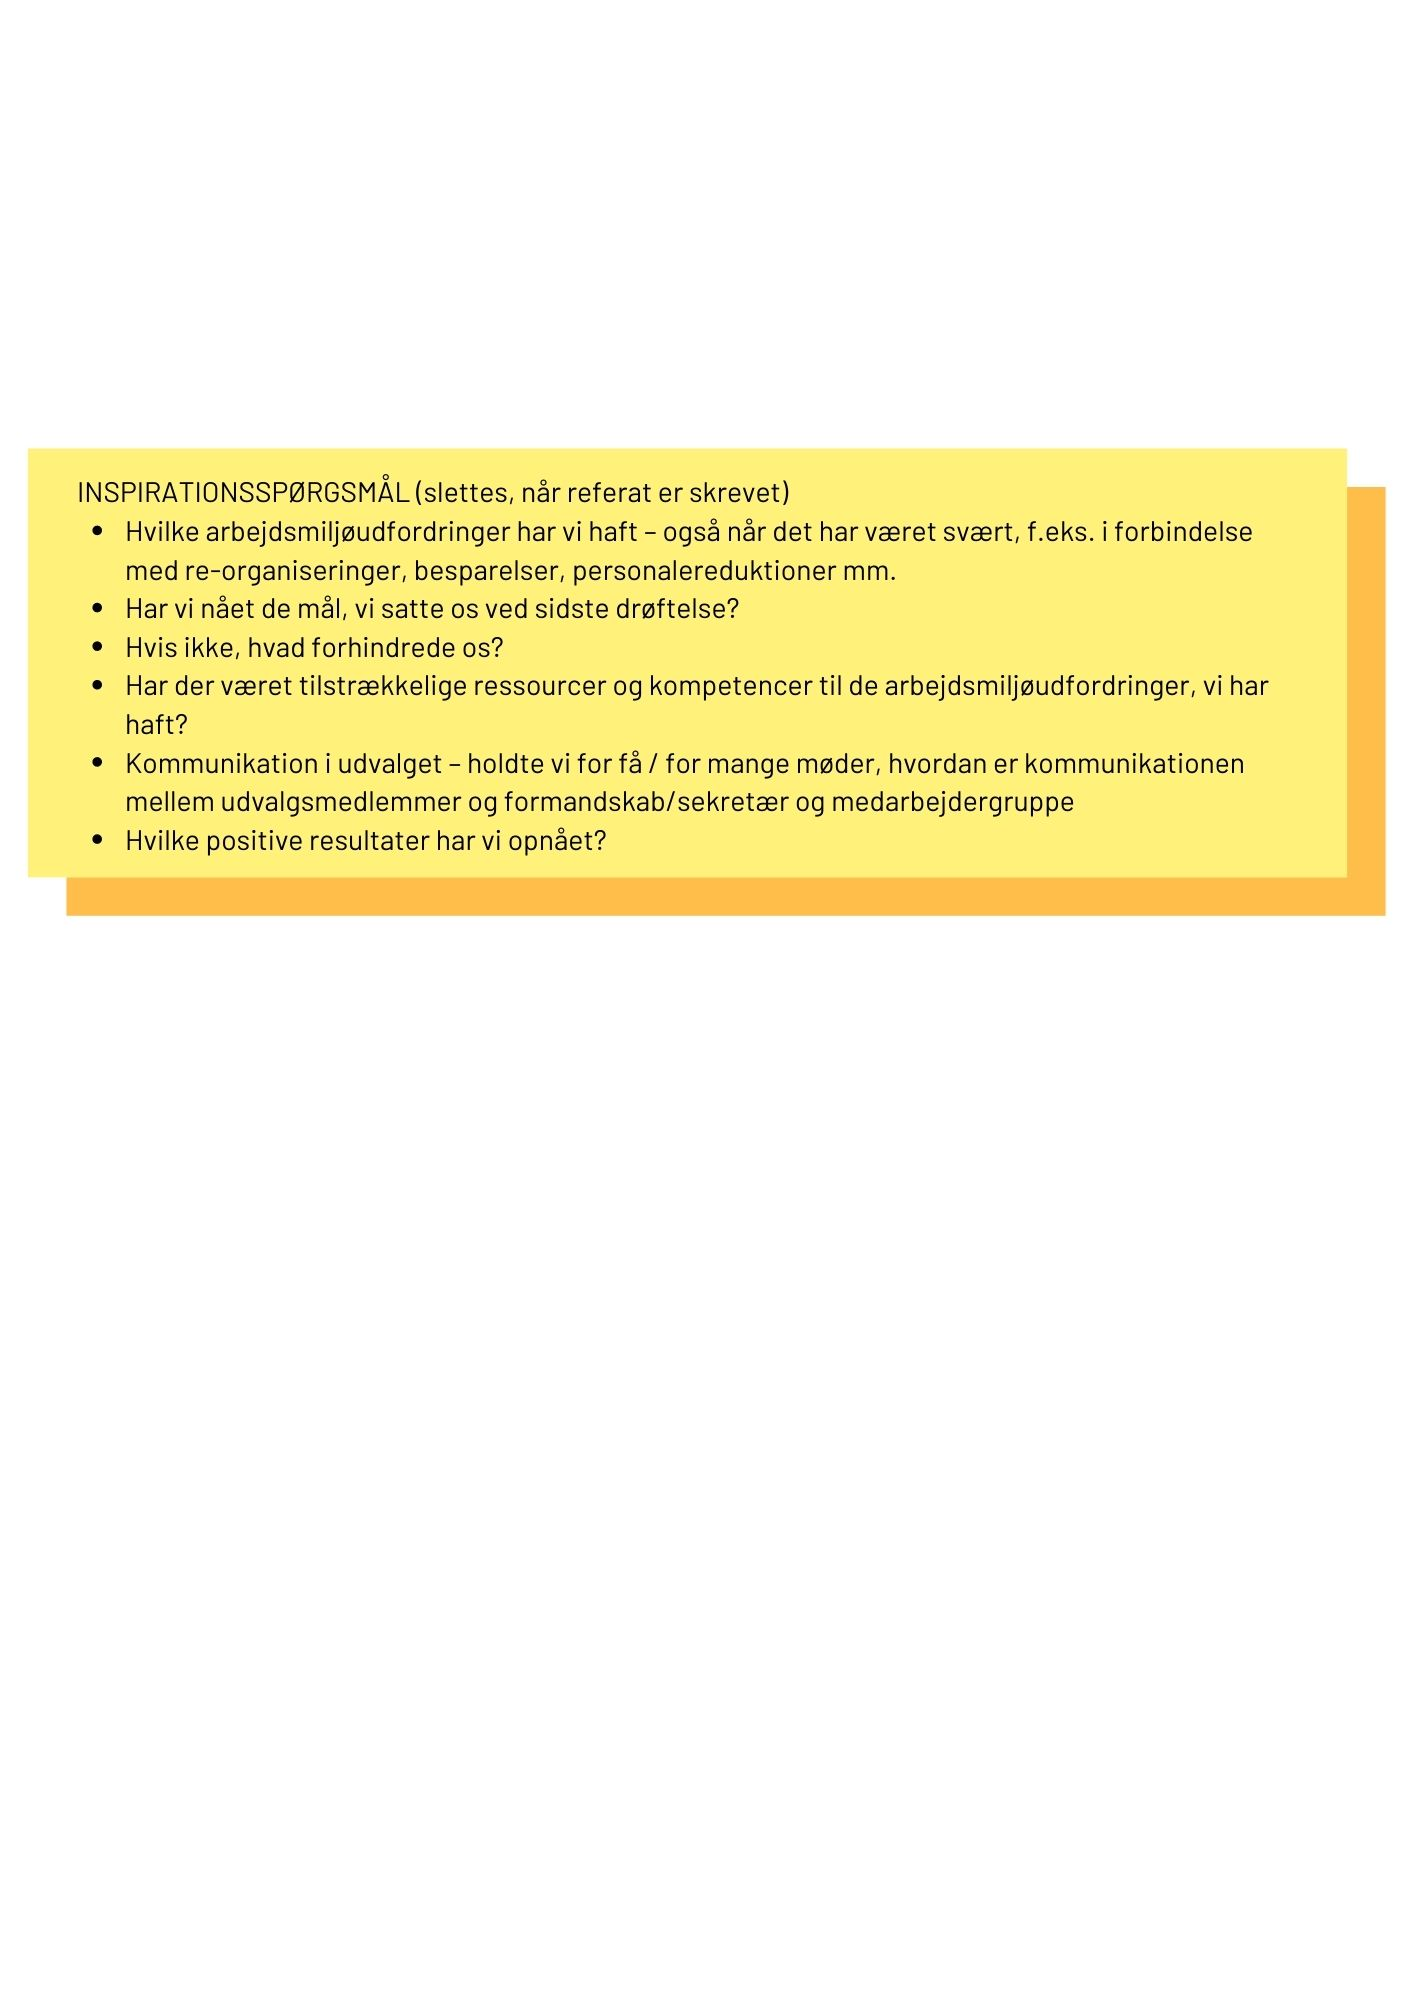 INSPIRATIONSSPØRGSMÅL (slettes, når referat er skrevet)
• Hvilke arbejdsmiljøudfordringer har vi haft – også når det har været svært, f.eks. i forbindelse
med re-organiseringer, besparelser, personalereduktioner mm.
• Har vi nået de mål, vi satte os ved sidste drøftelse?
• Hvis ikke, hvad forhindrede os?
• Har der været tilstrækkelige ressourcer og kompetencer til de arbejdsmiljøudfordringer, vi har
haft?
• Kommunikation i udvalget – holdte vi for få / for mange møder, hvordan er kommunikationen
mellem udvalgsmedlemmer og formandskab/sekretær og medarbejdergruppe
• Hvilke positive resultater har vi opnået?